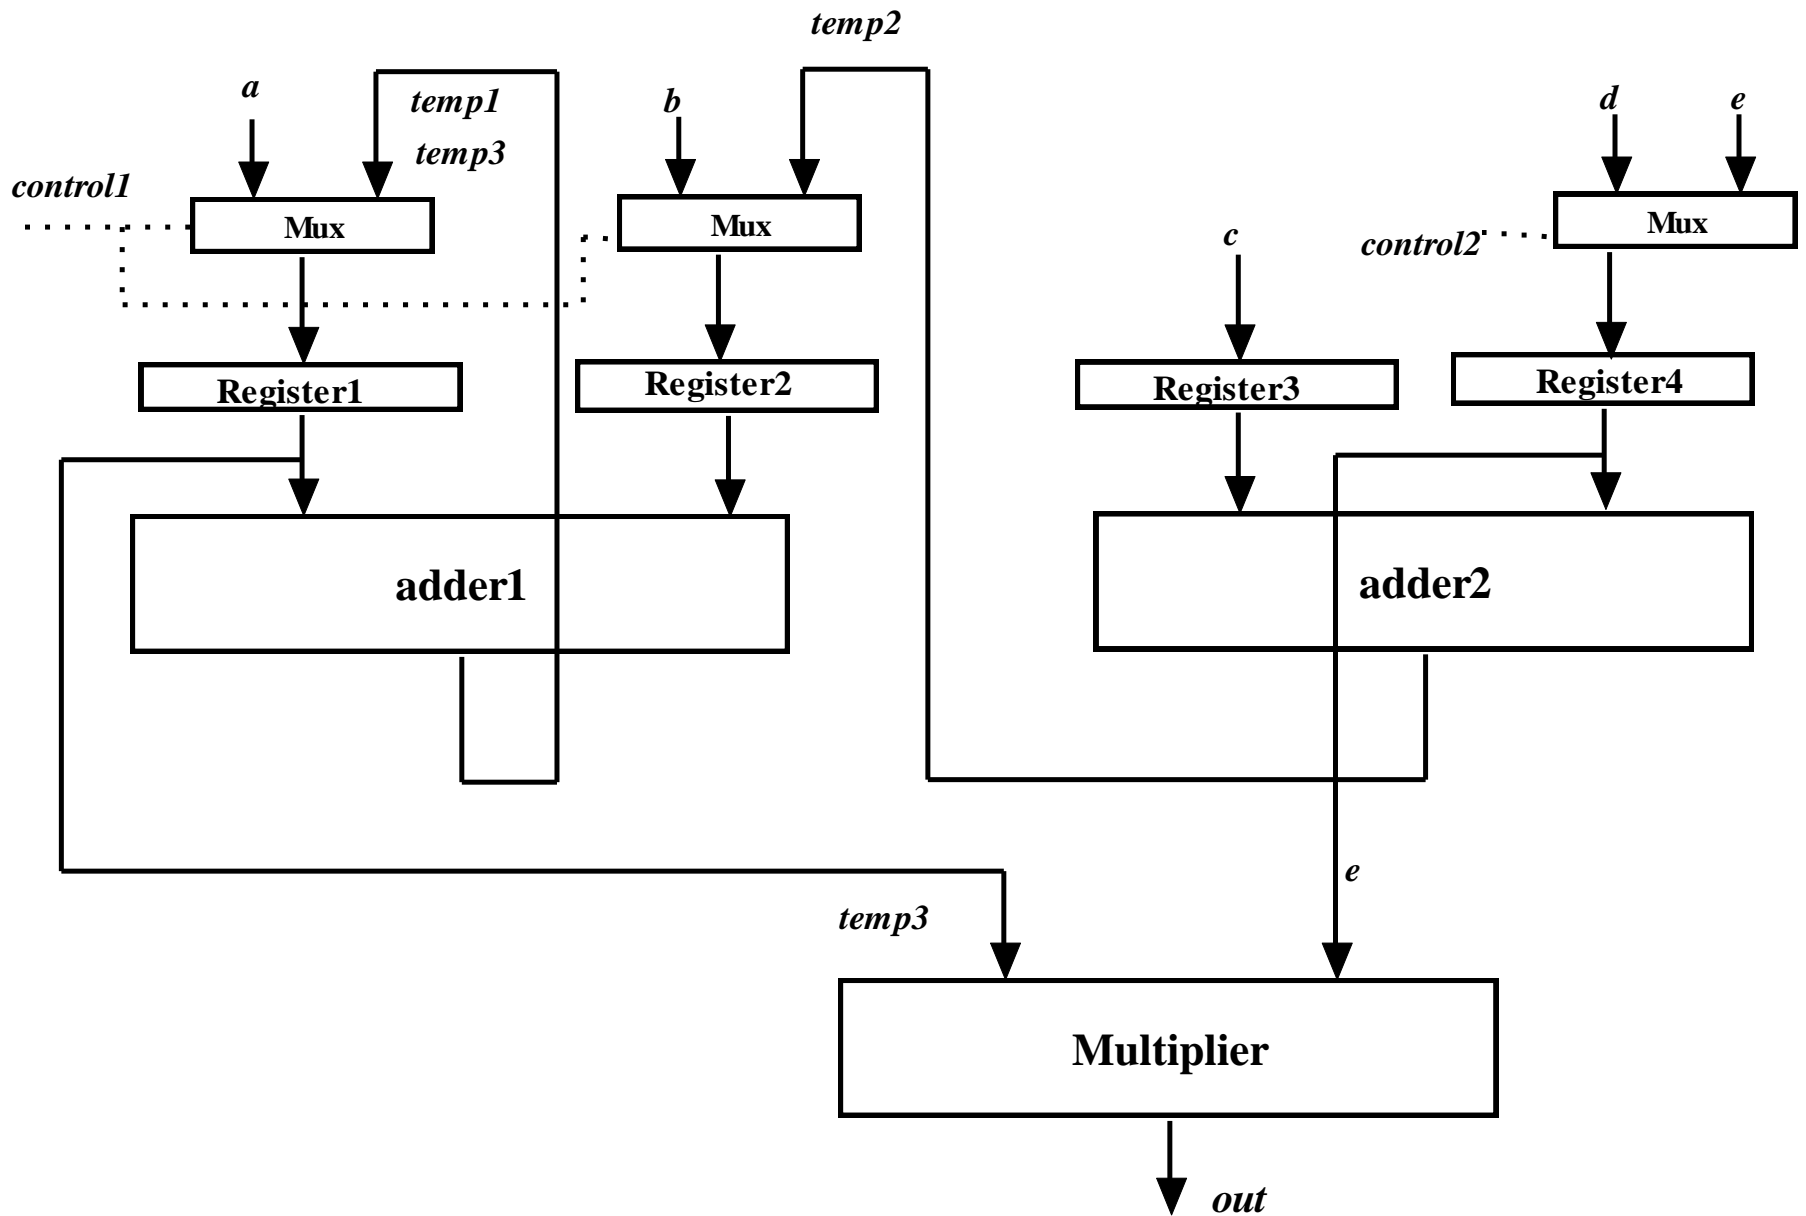 temp2
a
temp1
b
d
e
temp3
control1
Mux
Mux
Mux
c
control2
Register1
Register2
Register3
Register4
adder1
adder2
e
temp3
Multiplier
out